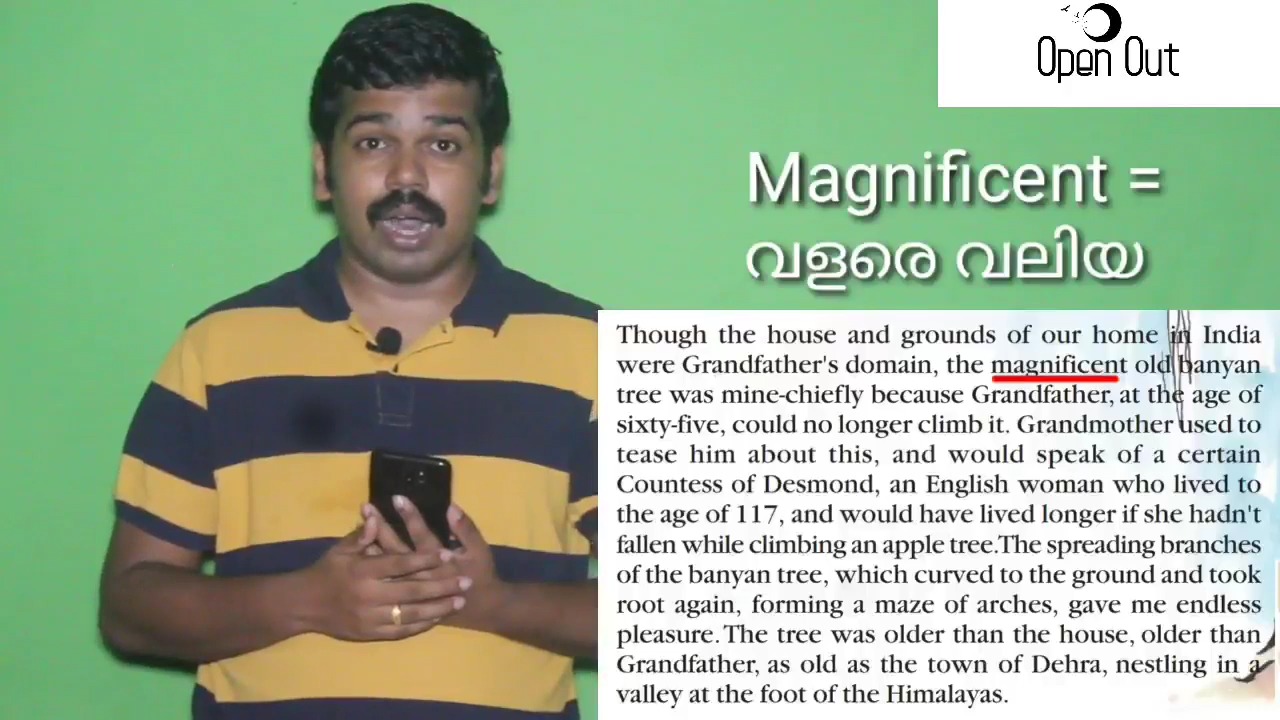 Open Out
Magnificent =
വളരെ വലിയ
Though the house and grounds of our home in India
were Grandfather's domain, the magnificent old banyan
tree was mine-chiefly because Grandfather, at the age of
sixty-five, could no longer climb it. Grandmother used to
tease him about this, and would speak of a certain
Countess of Desmond, an English woman who lived to
the age of 117, and would have lived longer if she hadn't
fallen while climbing an apple tree.The spreading branches
of the banyan tree, which curved to the ground and took
root again, forming a maze of arches, gave me endless
pleasure. The tree was older than the house, older than
Grandfather, as old as the town of Dehra, nestling in a
valley at the foot of the Himalayas.